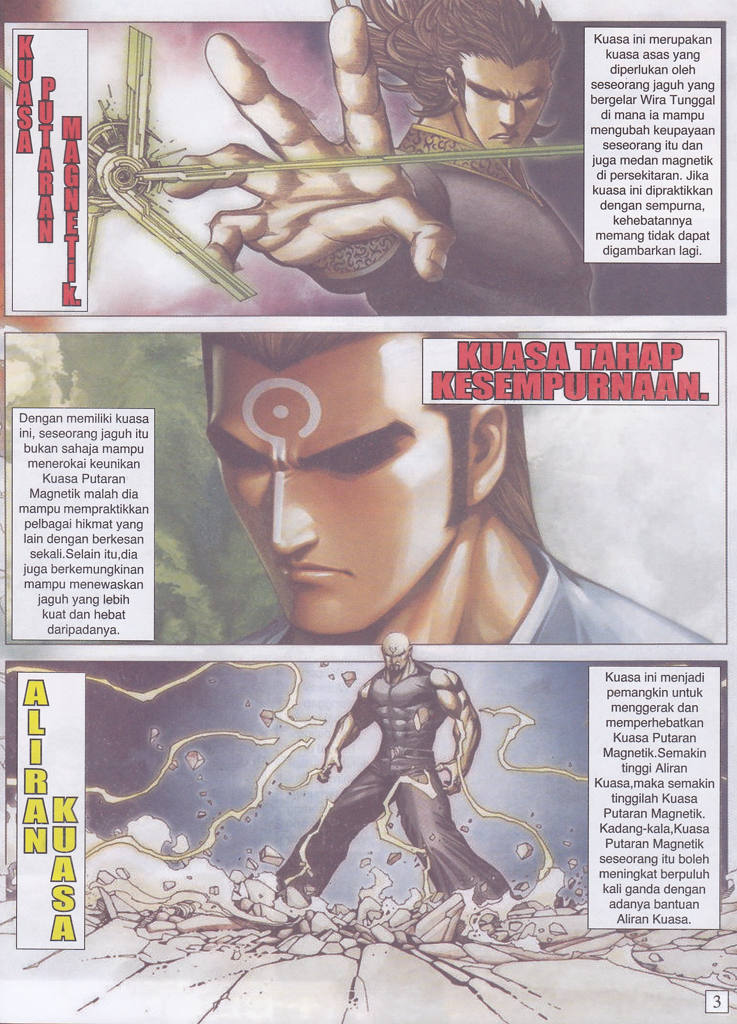 KUASA
PUTARAN
MAGNETIK.
Kuasa ini merupakan
kuasa asas yang
diperlukan oleh
seseorang jaguh yang
bergelar Wira Tunggal
di mana ia mampu
mengubah keupayaan
seseorang itu dan
juga medan magnetik
di persekitaran. Jika
kuasa ini dipraktikkan
dengan sempurna,
kehebatannya
memang tidak dapat
digambarkan lagi.
KUASA TAHAP
KESEMPURNAAN.
Dengan memiliki kuasa
ini, seseorang jaguh itu
bukan sahaja mampu
menerokai keunikan
Kuasa Putaran
Magnetik malah dia
mampu mempraktikkan
pelbagai hikmat yang
lain dengan berkesan
sekali.Selain itu,dia
juga berkemungkinan
mampu menewaskan
jaguh yang lebih
kuat dan hebat
daripadanya.
ALIRAN
KUASA
Kuasa ini menjadi
pemangkin untuk
menggerak dan
memperhebatkan
Kuasa Putaran
Magnetik.Semakin
tinggi Aliran
Kuasa,maka semakin
tinggilah Kuasa
Putaran Magnetik.
Kadang-kala,Kuasa
Putaran Magnetik
seseorang itu boleh
meningkat berpuluh
kali ganda dengan
adanya bantuan
Aliran Kuasa.
3